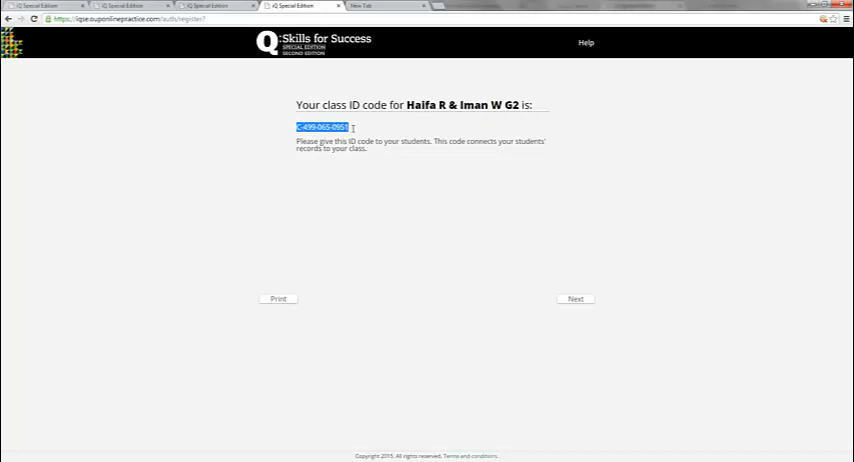 iQ Special Edition
iQ Special Edition
iQ Special Edition
iQ Special Edition
New Tab
https://iqse.ouponlinepractice.com/auth/register?
Q:Skills for Success
SPECIAL EDITION
SECOND EDITION
Help
Your class ID code for Haifa R & Iman W G2 is:
C-499-065-0951
Please give this ID code to your students. This code connects your students'
records to your class.
Print
Next
Copyright 2015. All rights reserved. Terms and conditions.